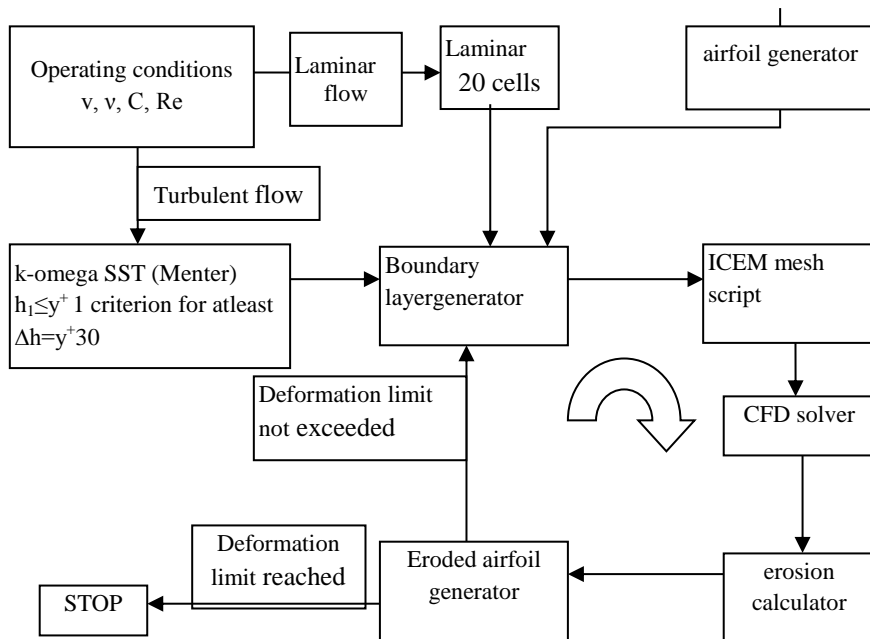 Operating conditions
v, ν, C, Re
Laminar
flow
Laminar
20 cells
airfoil generator
Turbulent flow
k-omega SST (Menter)
h₁≤y⁺ 1 criterion for atleast
Δh=y⁺30
Boundary
layergenerator
ICEM mesh
script
Deformation limit
not exceeded
CFD solver
Deformation
limit reached
STOP
Eroded airfoil
generator
erosion
calculator